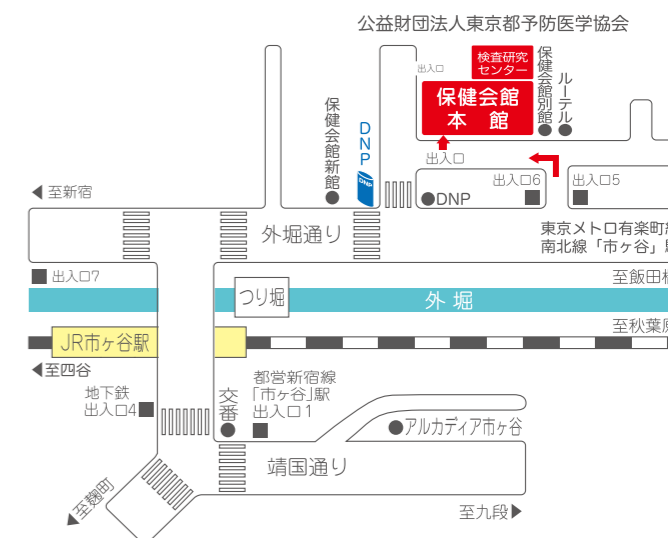 公益財団法人東京都予防医学協会
検査研究
センター
出入口
保健会館
本 館
保健会館別館
ルーテル
保健会館新館
DNP
DNP
出入口
出入口6
出入口5
●DNP
◀至新宿
外堀通り
東京メトロ有楽町
南北線「市ヶ谷」
出入口7
至飯田
つり堀
外 堀
至秋葉
JR市ヶ谷駅
◀至四谷
地下鉄
出入口4
交番
都営新宿線
「市ヶ谷」駅
出入口1
●アルカディア市ヶ谷
靖国通り
◀至麹町
至九段▶